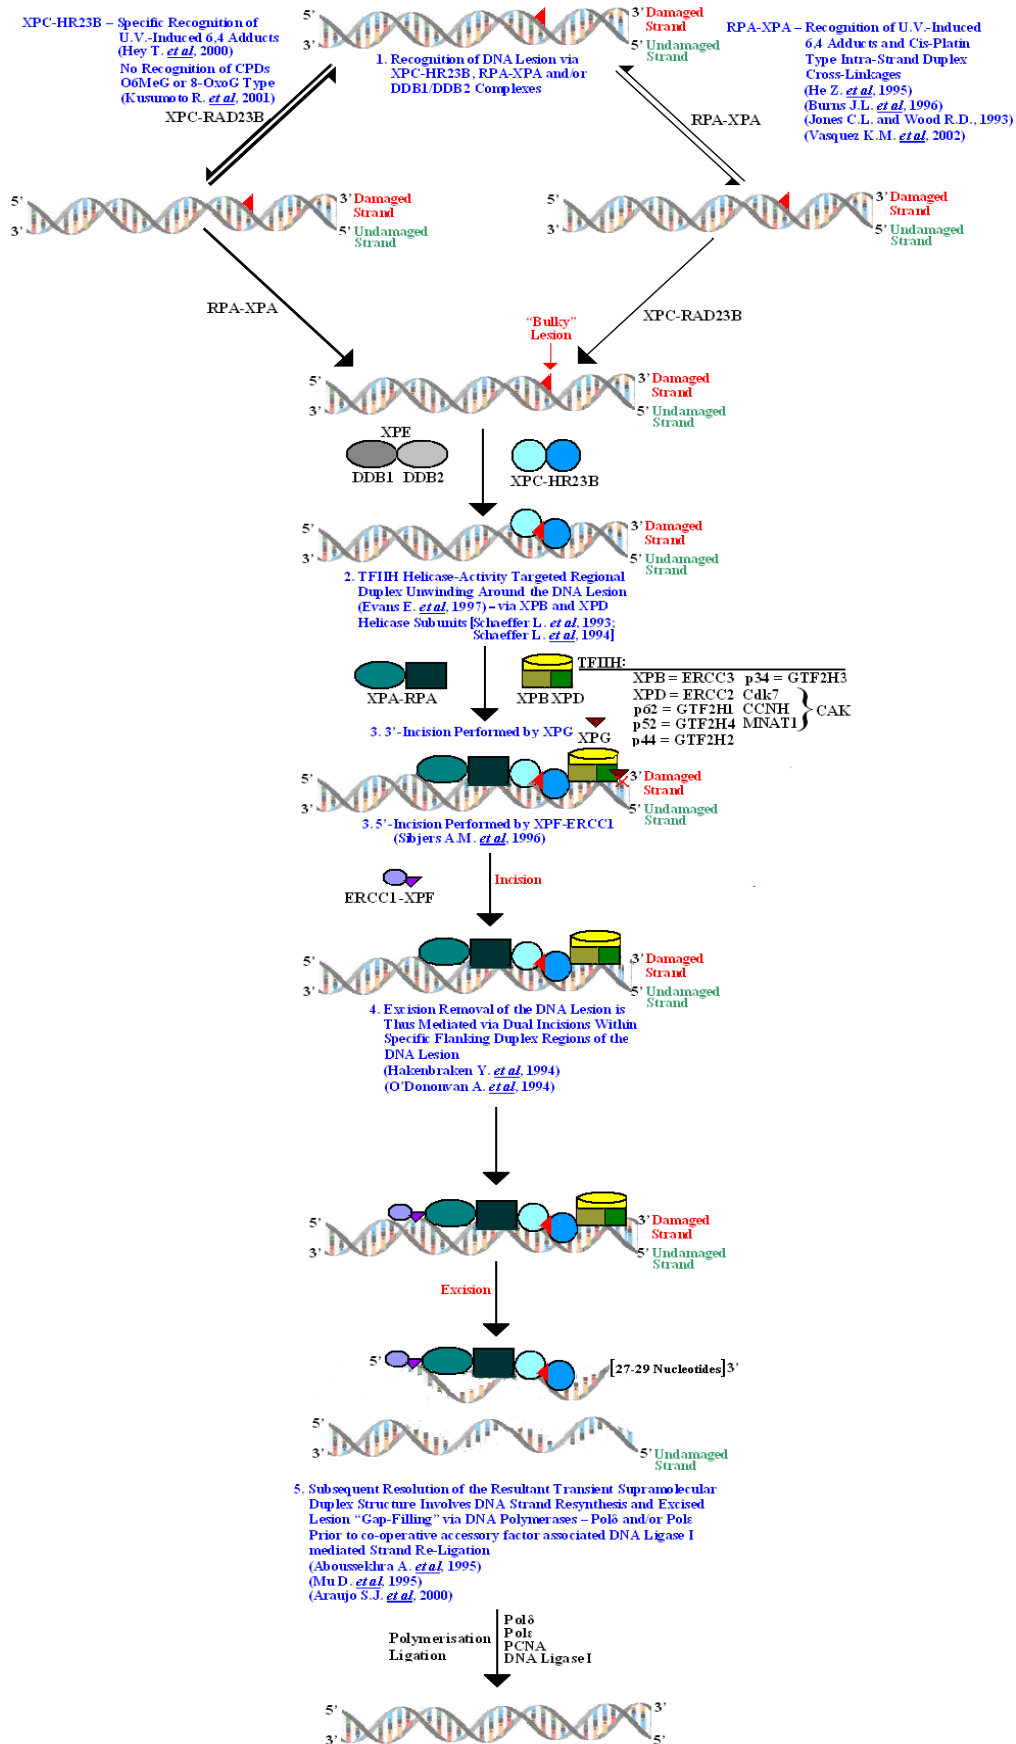 XPC-HR23B – Specific Recognition of
U.V.-Induced 6,4 Adducts
(Hey T. et al, 2000)
No Recognition of CPDs
O6MeG or 8-OxoG Type
(Kusumoto R. et al, 2001)
XPC-RAD23B
5’
3’
3’
5’
Damaged
Strand
Undamaged
Strand
1. Recognition of DNA Lesion via
XPC-HR23B, RPA-XPA and/or
DDB1/DDB2 Complexes
RPA-XPA – Recognition of U.V.-Induced
6,4 Adducts and Cis-Platin
Type Intra-Strand Duplex
Cross-Linkages
(He Z. et al, 1995)
(Burns J.L. et al, 1996)
(Jones C.L. and Wood R.D., 1993)
(Vasquez K.M. et al, 2002)
RPA-XPA
5’
3’
3’ Damaged
Strand
5’ Undamaged
Strand
5’
3’
3’ Damaged
Strand
5’ Undamaged
Strand
RPA-XPA
XPC-RAD23B
“Bulky”
Lesion
5’
3’
3’ Damaged
Strand
5’ Undamaged
Strand
XPE
DDB1 DDB2
XPC-HR23B
5’
3’
3’ Damaged
Strand
5’ Undamaged
Strand
2. TFIIH Helicase-Activity Targeted Regional
Duplex Unwinding Around the DNA Lesion
(Evans E. et al, 1997) – via XPB and XPD
Helicase Subunits [Schaeffer L. et al, 1993;
Schaeffer L. et al, 1994]
XPA-RPA
XPB XPD
TFIIH:
XPB = ERCC3 p34 = GTF2H3
XPD = ERCC2 Cdk7
p62 = GTF2H1 CCNH
p52 = GTF2H4 MNAT1
p44 = GTF2H2
CAK
3. 3’-Incision Performed by XPG
XPG
5’
3’
3’ Damaged
Strand
5’ Undamaged
Strand
3. 5’-Incision Performed by XPF-ERCC1
(Sibjers A.M. et al, 1996)
ERCC1-XPF
Incision
5’
3’
3’ Damaged
Strand
5’ Undamaged
Strand
4. Excision Removal of the DNA Lesion is
Thus Mediated via Dual Incisions Within
Specific Flanking Duplex Regions of the
DNA Lesion
(Hakenbraken Y. et al, 1994)
(O’Dononvan A. et al, 1994)
5’
3’
3’ Damaged
Strand
5’ Undamaged
Strand
Excision
5’
[27-29 Nucleotides] 3’
5’
3’
5’ Undamaged
Strand
5. Subsequent Resolution of the Resultant Transient Supramolecular
Duplex Structure Involves DNA Strand Resynthesis and Excised
Lesion “Gap-Filling” via DNA Polymerases – Polδ and/or Polε
Prior to co-operative accessory factor associated DNA Ligase I
mediated Strand Re-Ligation
(Aboussekhra A. et al, 1995)
(Mu D. et al, 1995)
(Araujo S.J. et al, 2000)
Polymerisation
Ligation
Polδ
Polε
PCNA
DNA Ligase I
5’
3’
3’
5’